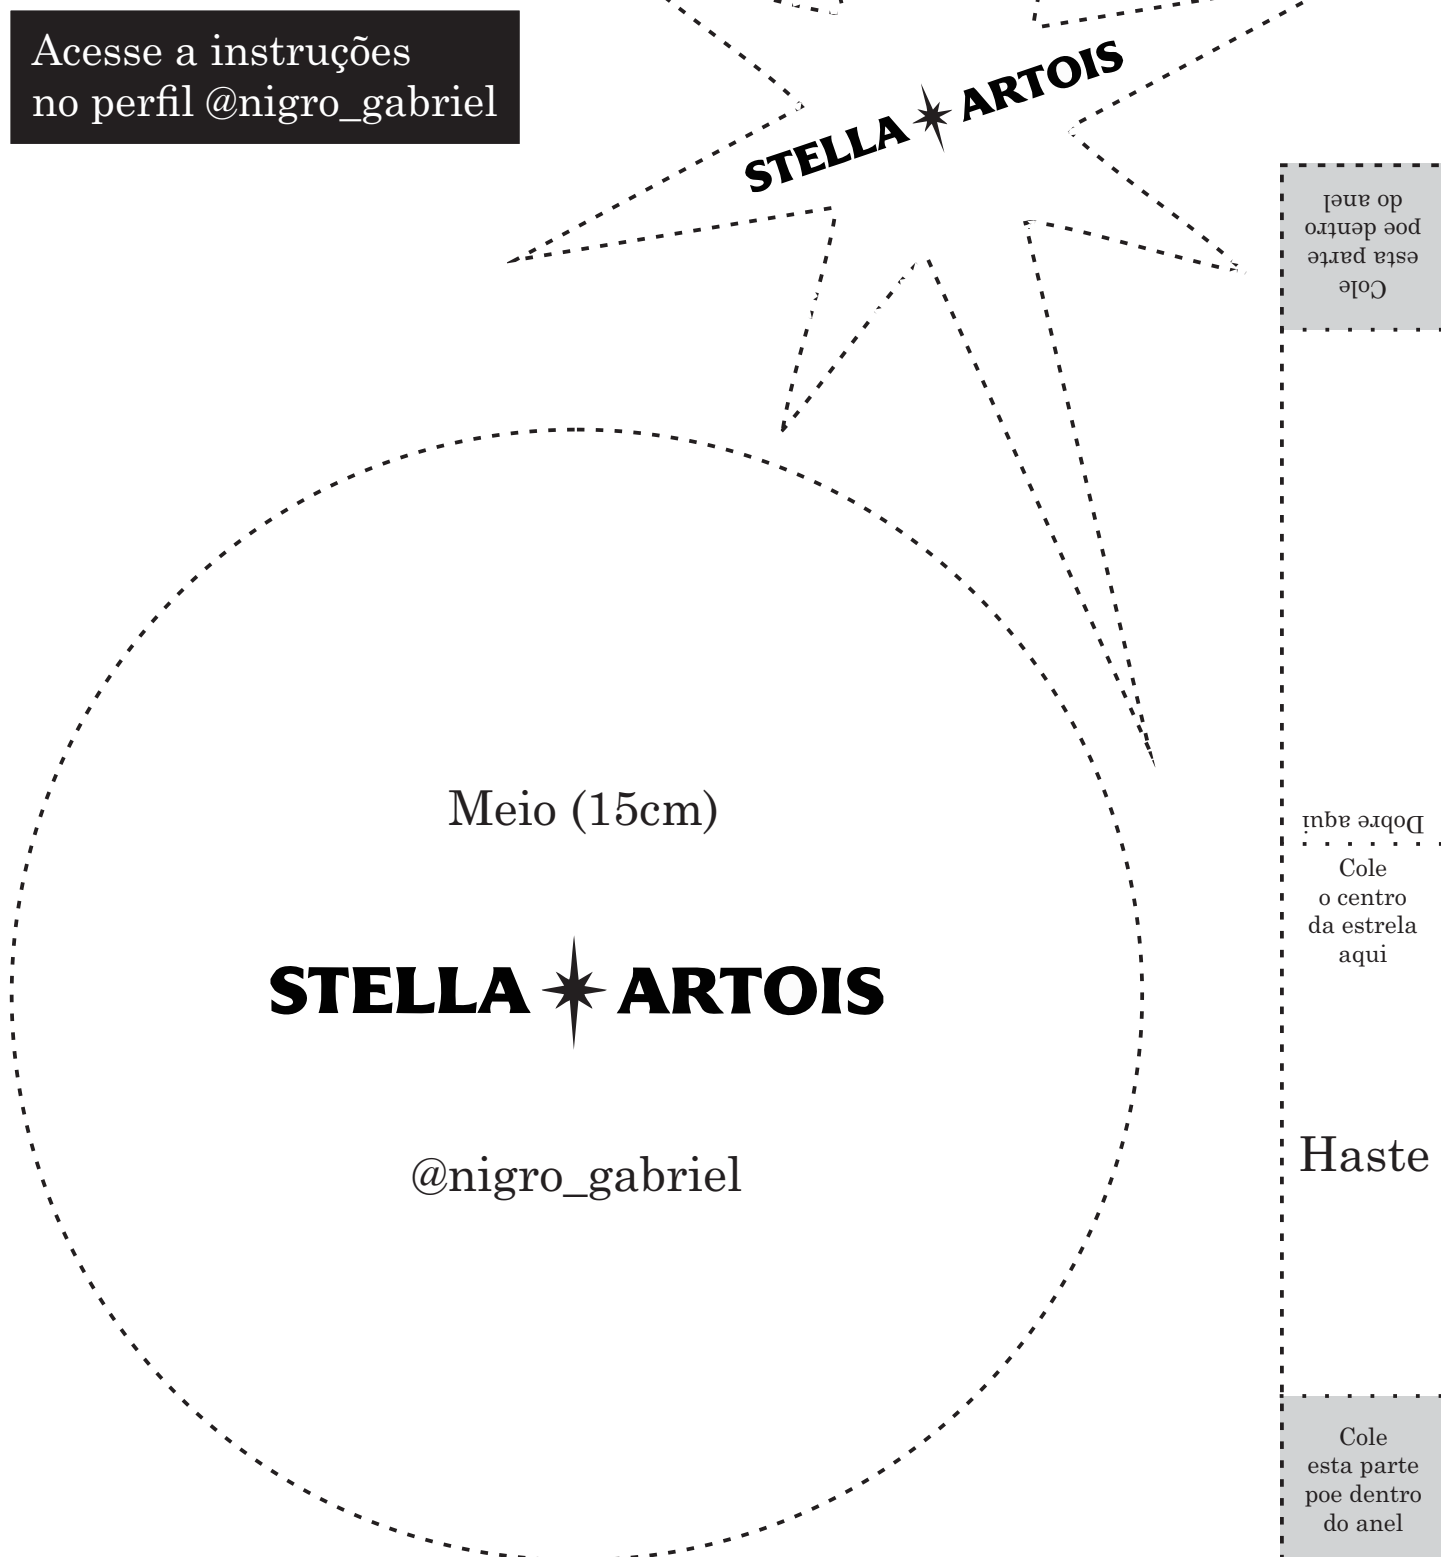 Acesse a instruções
no perfil @nigro_gabriel
STELLA ARTOIS
Cole
esta parte
poe dentro
do anel
Meio (15cm)
STELLA ARTOIS
@nigro_gabriel
Dobre aqui
Cole
o centro
da estrela
aqui
Haste
Cole
esta parte
poe dentro
do anel